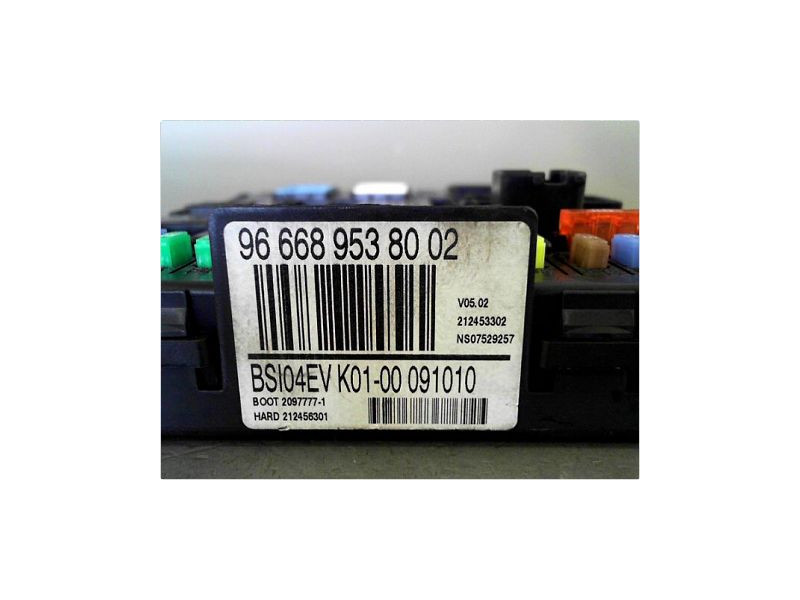 96 668 953 80 02
V05.02
212453302
NS07529257
BSI04EV K01-00 091010
BOOT 2097777-1
HARD 212456301